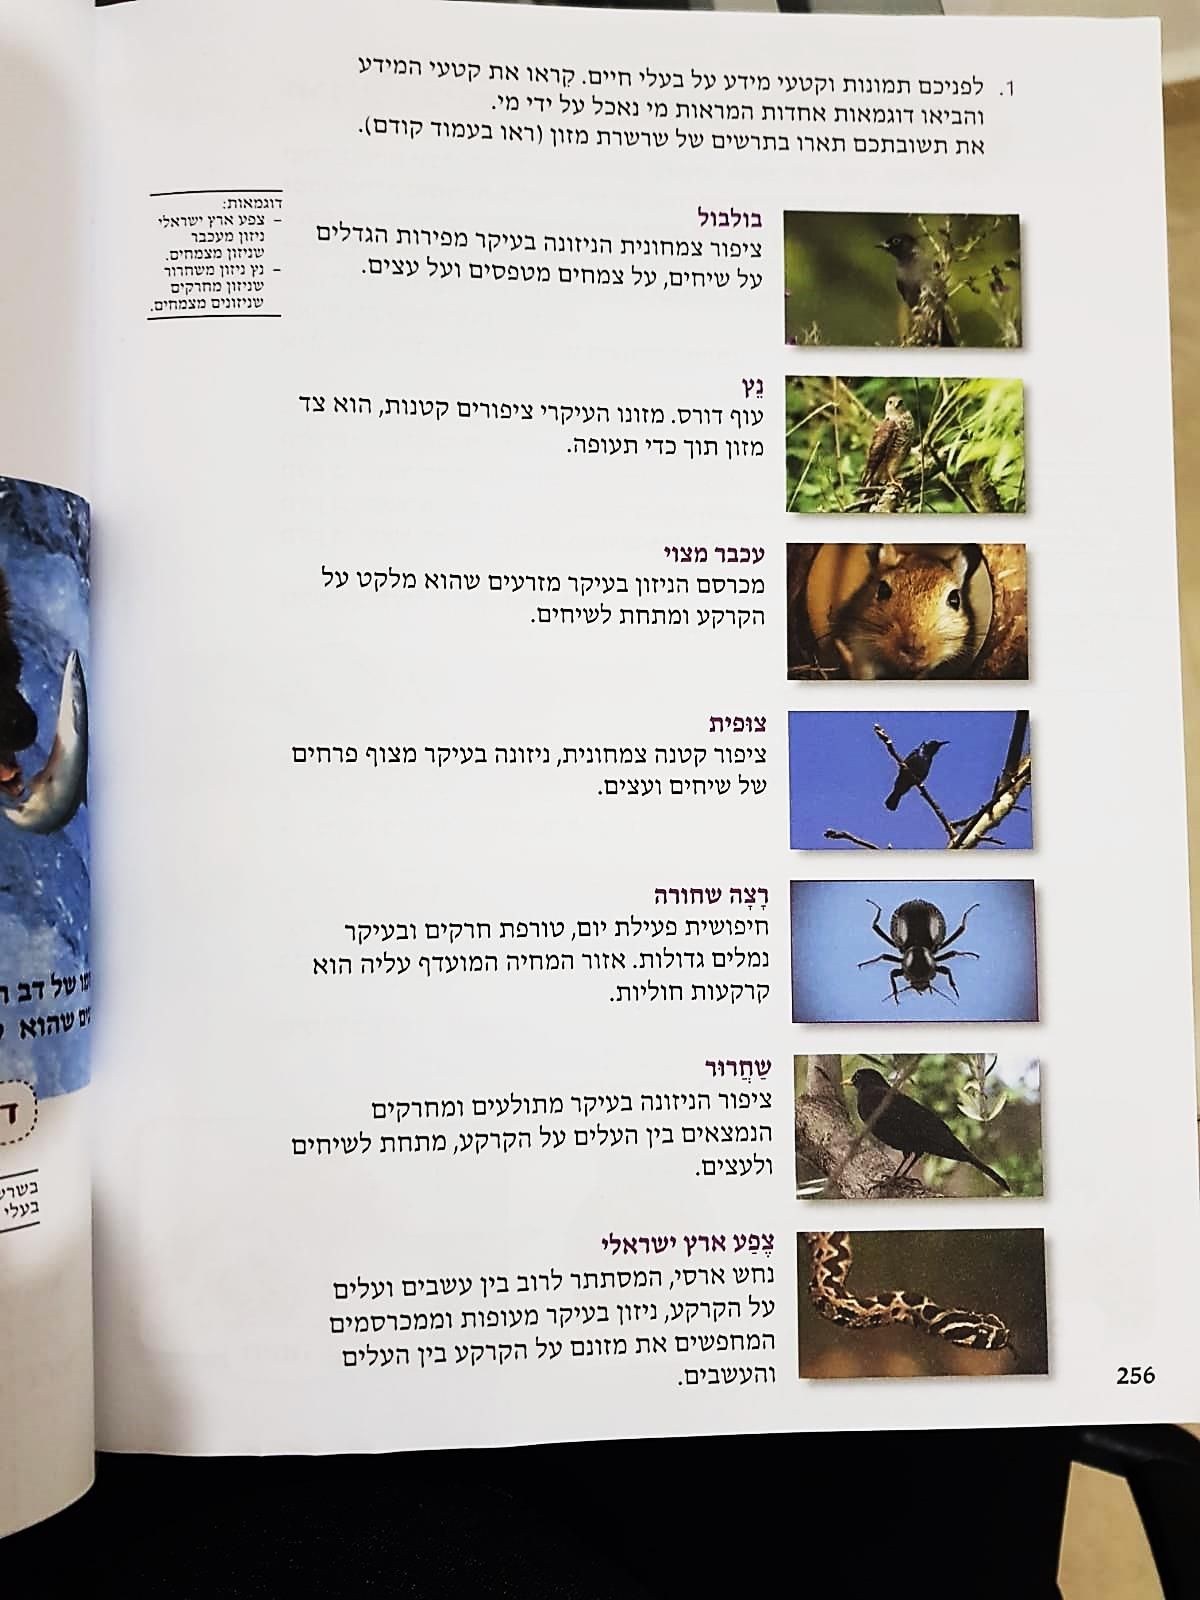 1. לפניכם תמונות וקטעי מידע על בעלי חיים. קִראו את קטעי המידע
והביאו דוגמאות אחדות המראות מי נאכל על ידי מי.
את תשובתכם תארו בתרשים של שרשרת מזון (ראו בעמוד קודם).
דוגמאות:
– צפע ארץ ישראלי
ניזון מעכבר
שניזון מצמחים.
– נץ ניזון משחרור
שניזון מחרקים
שניזונים מצמחים.
בולבול
ציפור צמחונית הניזונה בעיקר מפירות הגדלים
על שיחים, על צמחים מטפסים ועל עצים.
נֵץ
עוף דורס. מזונו העיקרי ציפורים קטנות, הוא צד
מזון תוך כדי תעופה.
עכבר מצוי
מכרסם הניזון בעיקר מזרעים שהוא מלקט על
הקרקע ומתחת לשיחים.
צופית
ציפור קטנה צמחונית, ניזונה בעיקר מצוף פרחים
של שיחים ועצים.
רָצָה שחורה
חיפושית פעילת יום, טורפת חרקים ובעיקר
נמלים גדולות. אזור המחיה המועדף עליה הוא
קרקעות חוליות.
שַחֲרוּר
ציפור הניזונה בעיקר מתולעים ומחרקים
הנמצאים בין העלים על הקרקע, מתחת לשיחים
ולעצים.
צֶפַע ארץ ישראלי
נחש ארסי, המסתתר לרוב בין עשבים ועלים
על הקרקע, ניזון בעיקר מעופות וממכרסמים
המחפשים את מזונם על הקרקע בין העלים
והעשבים.
256
של דב
שהוא
ד
בעלי